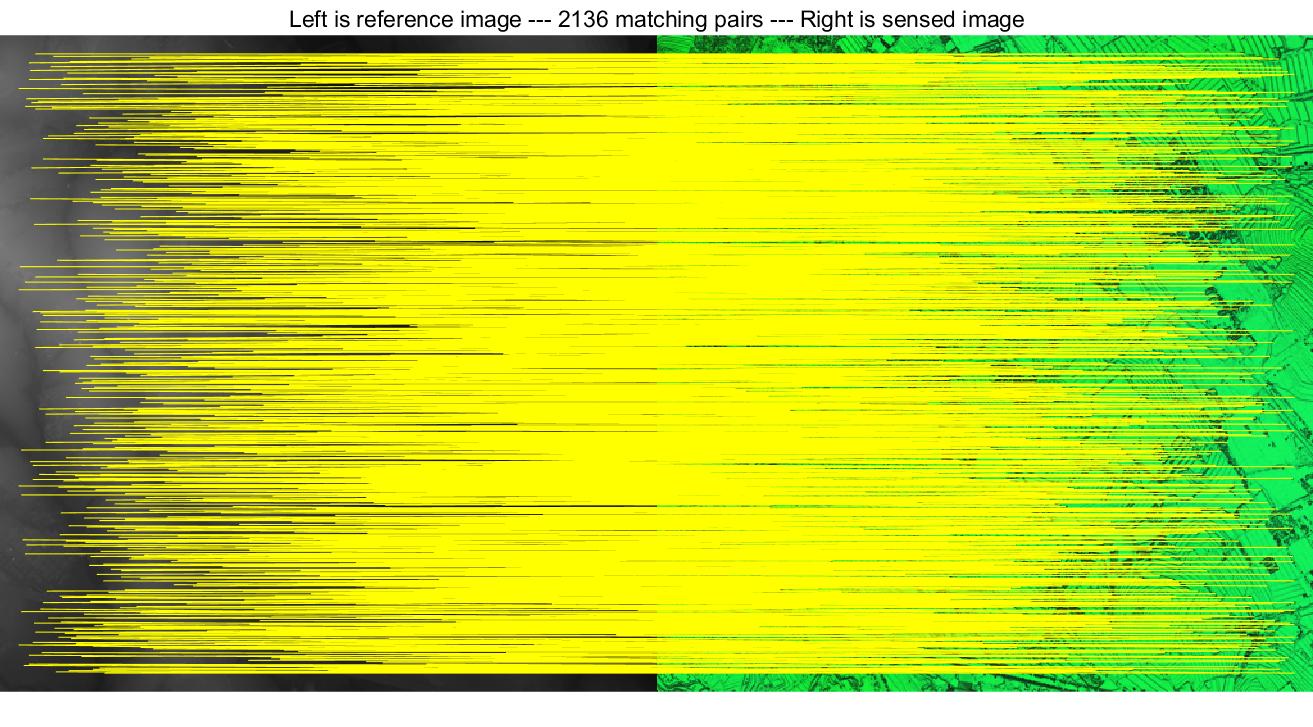 Left is reference image --- 2136 matching pairs --- Right is sensed image